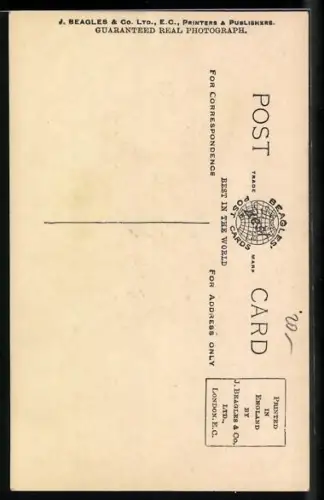 J. BEAGLES & Co. LTD., E.C., PRINTERS & PUBLISHERS.
GUARANTEED REAL PHOTOGRAPH.
POST CARD
TRADE MARK
BEAGLES'
BEST
POST CARDS
BEST IN THE WORLD
FOR CORRESPONDENCE
FOR ADDRESS ONLY
PRINTED
IN
ENGLAND
BY
J. BEAGLES & Co.
LTD.,
LONDON, E.C.